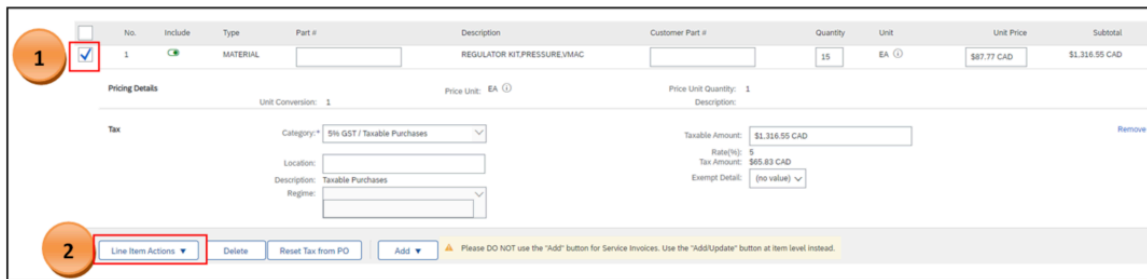 No. Include Type Part # Description Customer Part # Quantity Unit Unit Price Subtotal
1
1 MATERIAL REGULATOR KIT,PRESSURE,VMAC 15 EA $87.77 CAD $1,316.55 CAD
Pricing Details Price Unit: EA Price Unit Quantity: 1
Unit Conversion: 1 Description:
Tax Category:* 5% GST / Taxable Purchases Taxable Amount: $1,316.55 CAD Remove
Location: Rate(%): 5
Tax Amount: $65.83 CAD
Description: Taxable Purchases Exempt Detail: (no value)
Regime:
2
Line Item Actions ▼ Delete Reset Tax from PO Add ▼ Please DO NOT use the "Add" button for Service Invoices. Use the "Add/Update" button at item level instead.